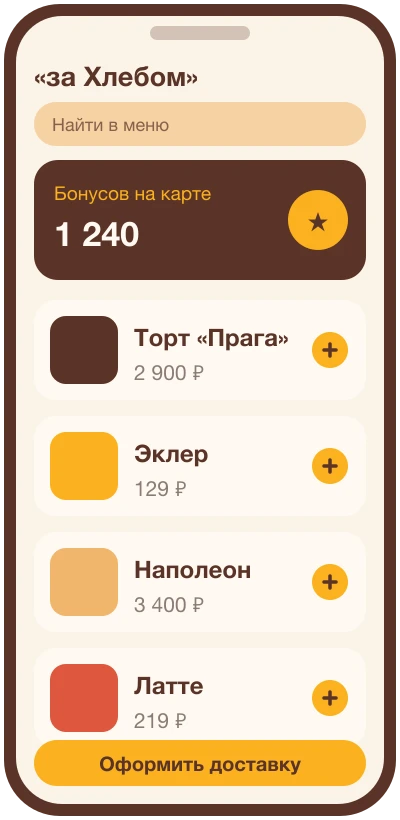 «за Хлебом»
Найти в меню
Бонусов на карте
1 240
Торт «Прага»
2 900 ₽
Эклер
129 ₽
Наполеон
3 400 ₽
Латте
219 ₽
Оформить доставку